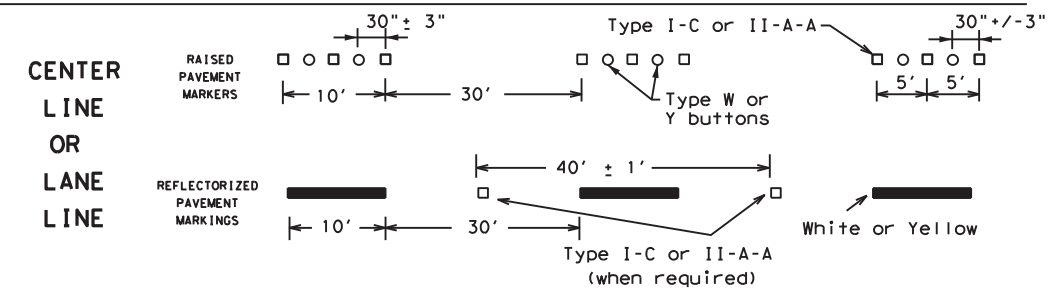 CENTER
LINE
OR
LANE
LINE
RAISED
PAVEMENT
MARKERS
30"± 3"
10'
30'
Type I-C or II-A-A
Type W or
Y buttons
30"+/-3"
5'
5'
REFLECTORIZED
PAVEMENT
MARKINGS
10'
30'
40' ± 1'
Type I-C or II-A-A
(when required)
White or Yellow